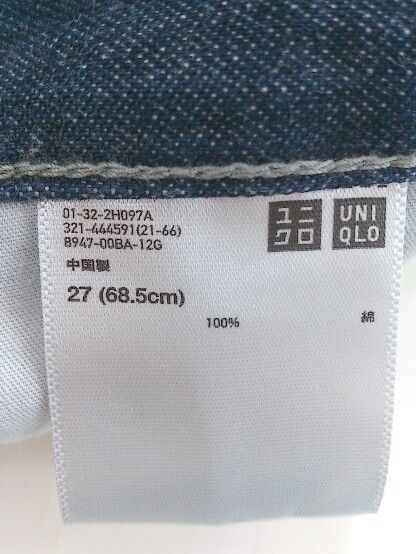 01-32-2H097A
321-444591(21-66)
8947-00BA-12G
中国製
27 (68.5cm)
100% 綿
ユニ
クロ
UNI
QLO